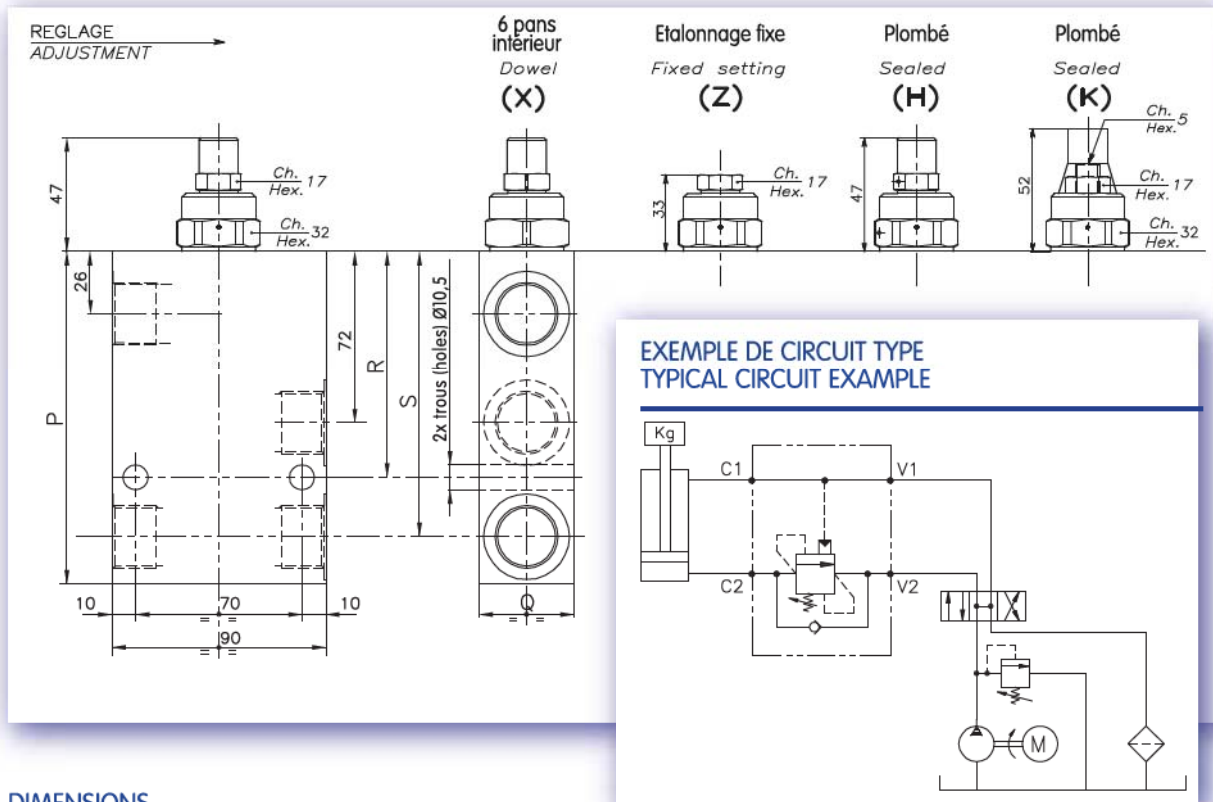 REGLAGE
ADJUSTMENT
6 pans
intérieur
Dowel
(X)
Etalonnage fixe
Fixed setting
(Z)
Plombé
Sealed
(H)
Plombé
Sealed
(K)
47
Ch.
Hex. 17
Ch.
Hex. 32
33
Ch.
Hex. 17
47
52
Ch.
Hex. 5
Ch.
Hex. 17
Ch.
Hex. 32
26
72
P
R
S
2x trous (holes) Ø10,5
10
70
10
= =
90
= =
Q
= =
EXEMPLE DE CIRCUIT TYPE
TYPICAL CIRCUIT EXAMPLE
Kg
C1
V1
C2
V2
M
DIMENSIONS